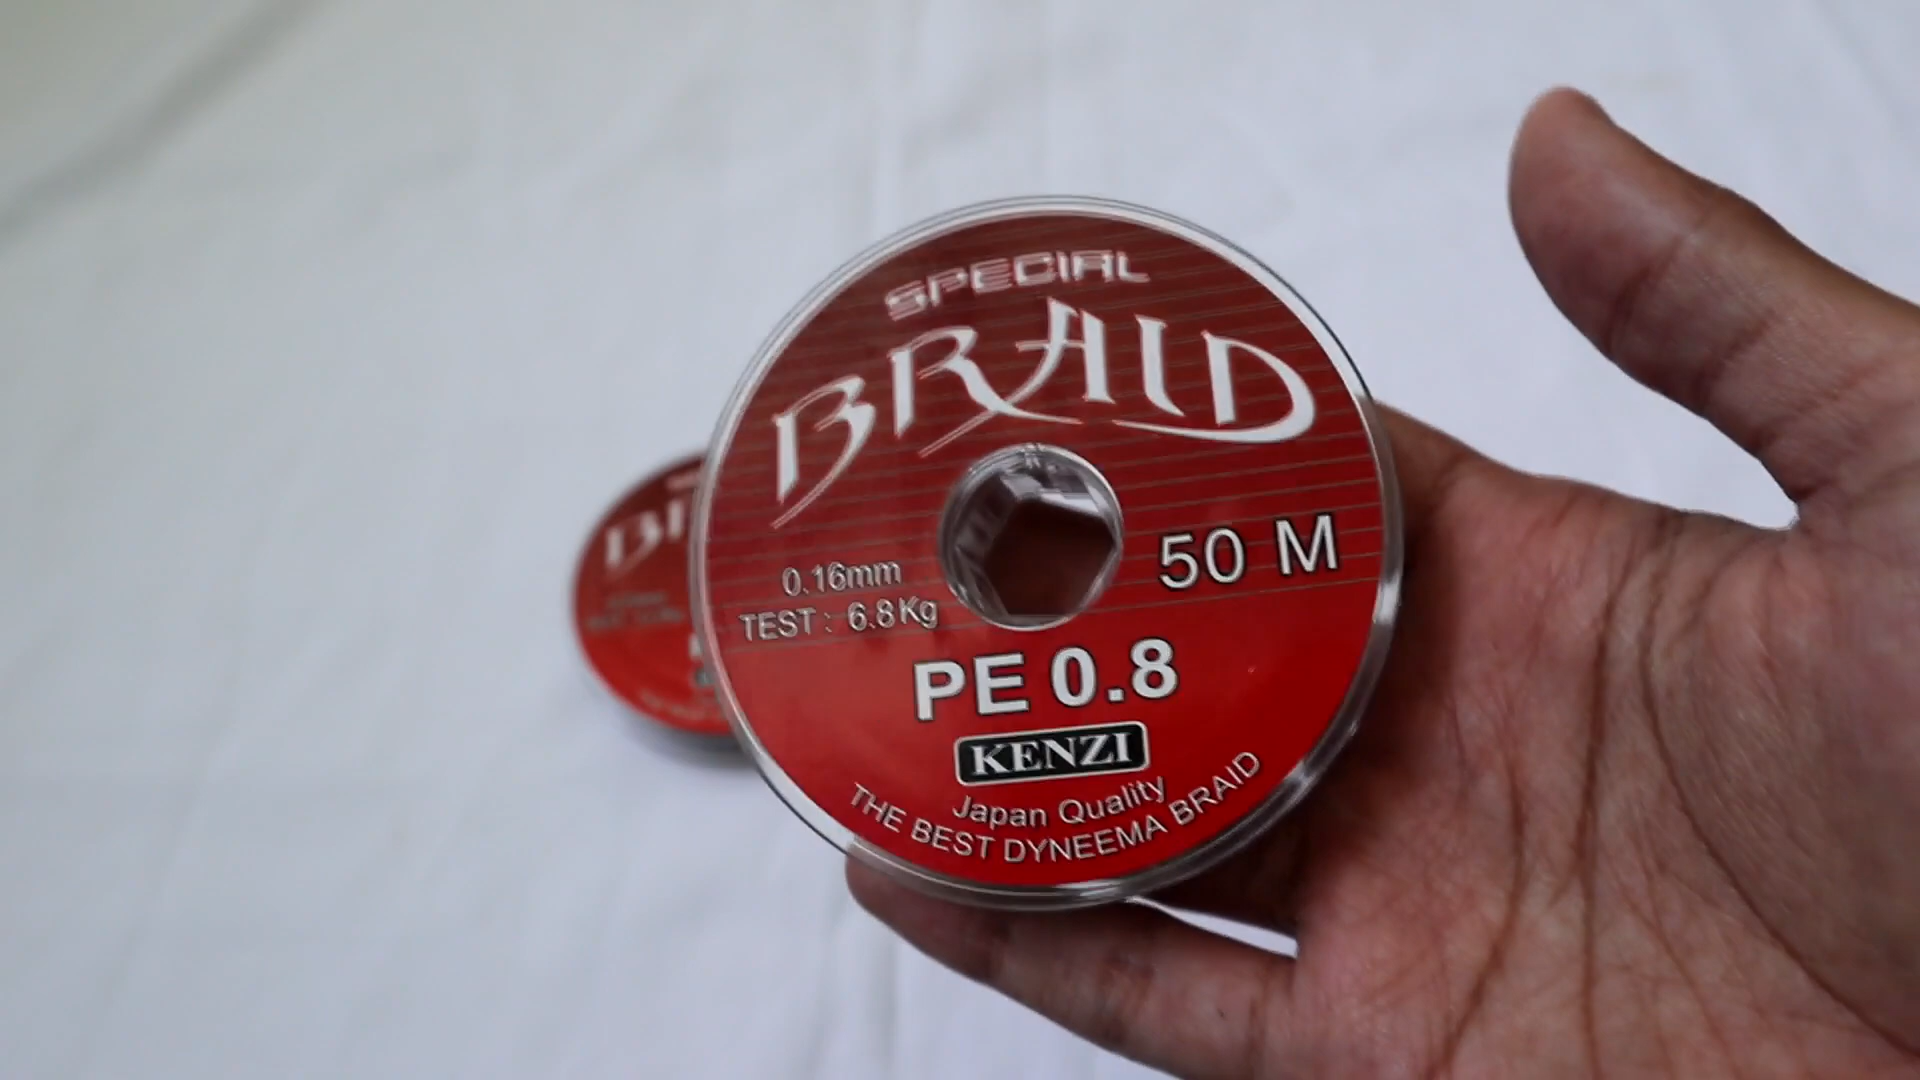 SPECIAL
BRAID
0.16mm
TEST : 6.8Kg
50 M
PE 0.8
KENZI
Japan Quality
THE BEST DYNEEMA BRAID